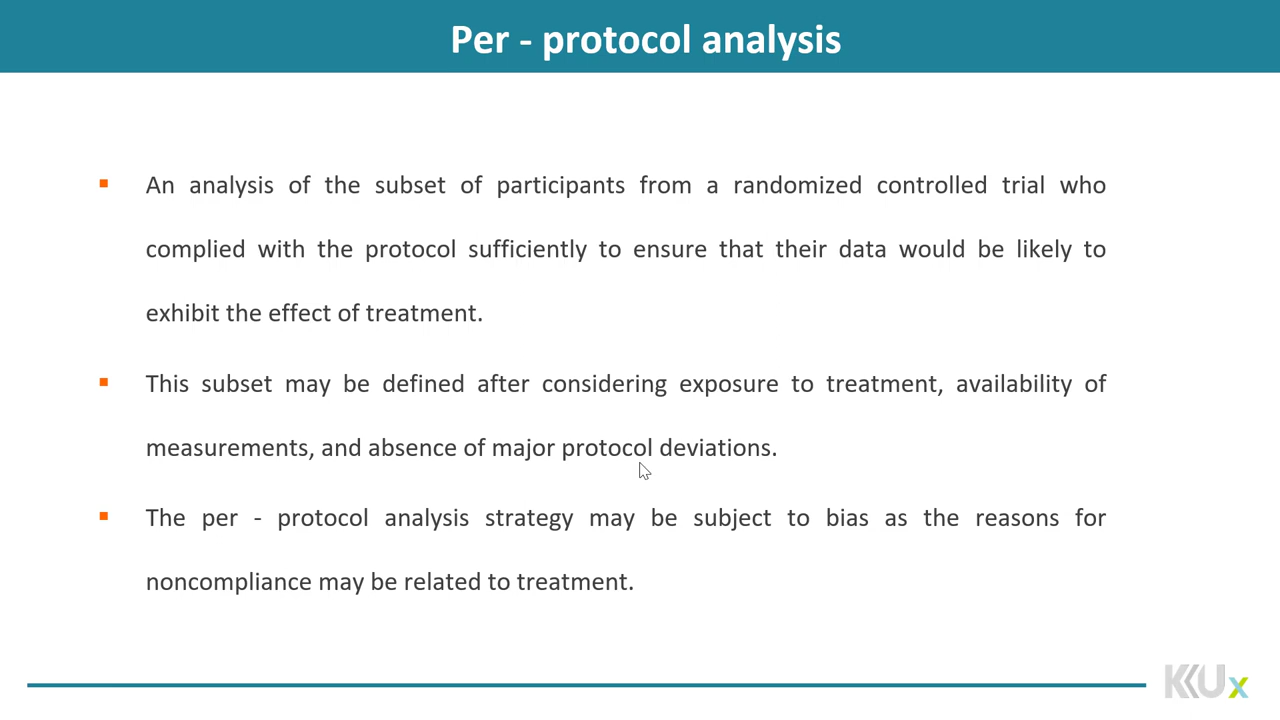 Per - protocol analysis
An analysis of the subset of participants from a randomized controlled trial who
complied with the protocol sufficiently to ensure that their data would be likely to
exhibit the effect of treatment.
This subset may be defined after considering exposure to treatment, availability of
measurements, and absence of major protocol deviations.
The per - protocol analysis strategy may be subject to bias as the reasons for
noncompliance may be related to treatment.
KKUx